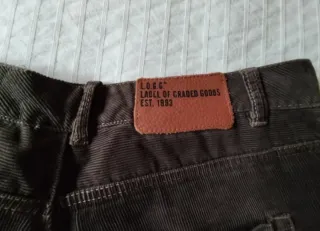 L.O.G.G*
LABEL OF GRADED GOODS
EST. 1993